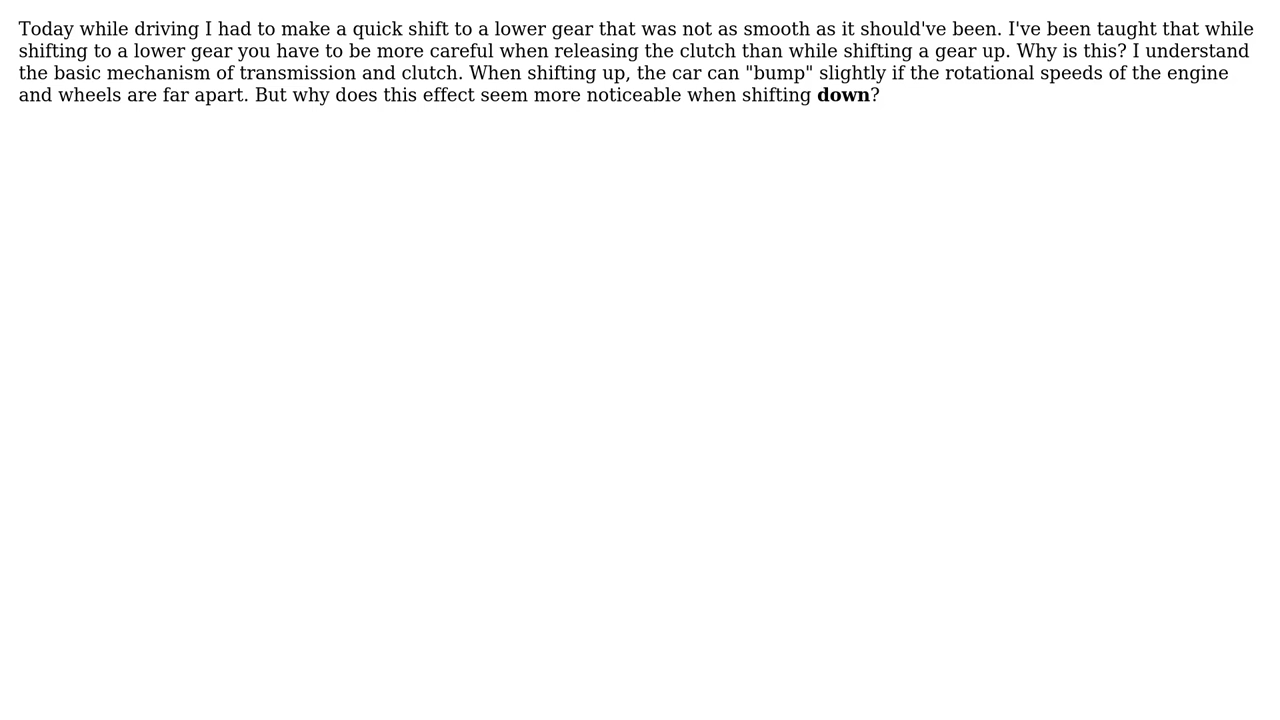 Today while driving I had to make a quick shift to a lower gear that was not as smooth as it should've been. I've been taught that while
shifting to a lower gear you have to be more careful when releasing the clutch than while shifting a gear up. Why is this? I understand
the basic mechanism of transmission and clutch. When shifting up, the car can "bump" slightly if the rotational speeds of the engine
and wheels are far apart. But why does this effect seem more noticeable when shifting down?